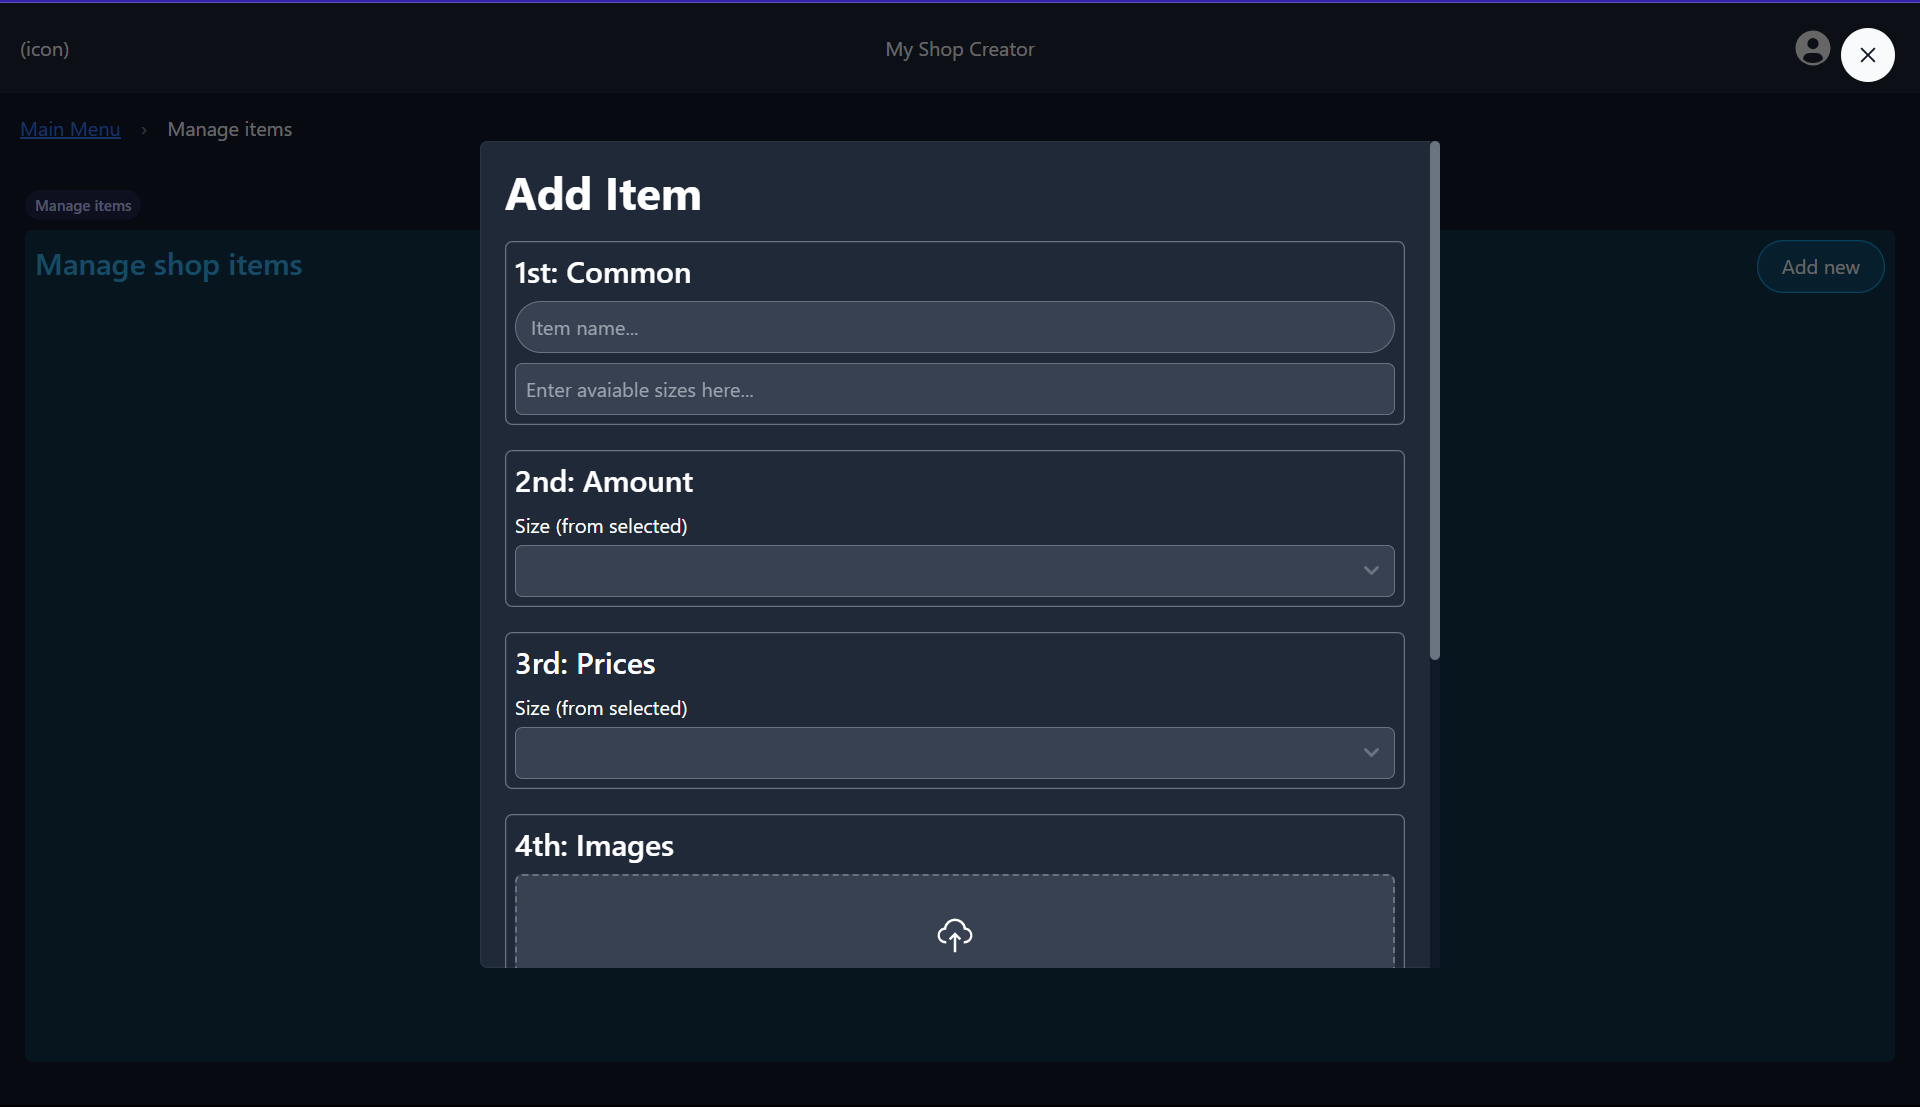 (icon)
My Shop Creator
Main Menu › Manage items
Manage items
Manage shop items
Add new
Add Item
1st: Common
Item name...
Enter avaiable sizes here...
2nd: Amount
Size (from selected)
3rd: Prices
Size (from selected)
4th: Images